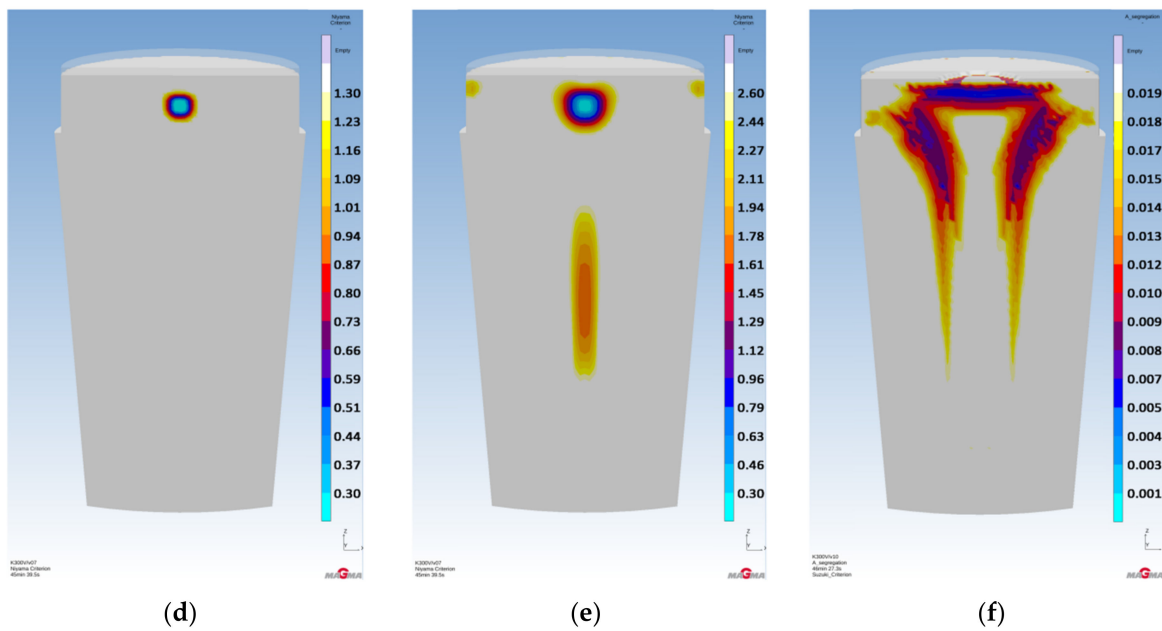 Niyama
Criterion
-
Empty
1.30
1.23
1.16
1.09
1.01
0.94
0.87
0.80
0.73
0.66
0.59
0.51
0.44
0.37
0.30
Z
Y
X
K300V/v07
Niyama Criterion
45min 39.5s
MAGMA
(d)
Niyama
Criterion
-
Empty
2.60
2.44
2.27
2.11
1.94
1.78
1.61
1.45
1.29
1.12
0.96
0.79
0.63
0.46
0.30
Z
Y
X
K300V/v07
Niyama Criterion
45min 39.5s
MAGMA
(e)
A_segregation
-
Empty
0.019
0.018
0.017
0.015
0.014
0.013
0.012
0.010
0.009
0.008
0.007
0.005
0.004
0.003
0.001
Z
Y
X
K300V/v10
A_segregation
46min 27.3s
Suzuki_Criterion
MAGMA
(f)